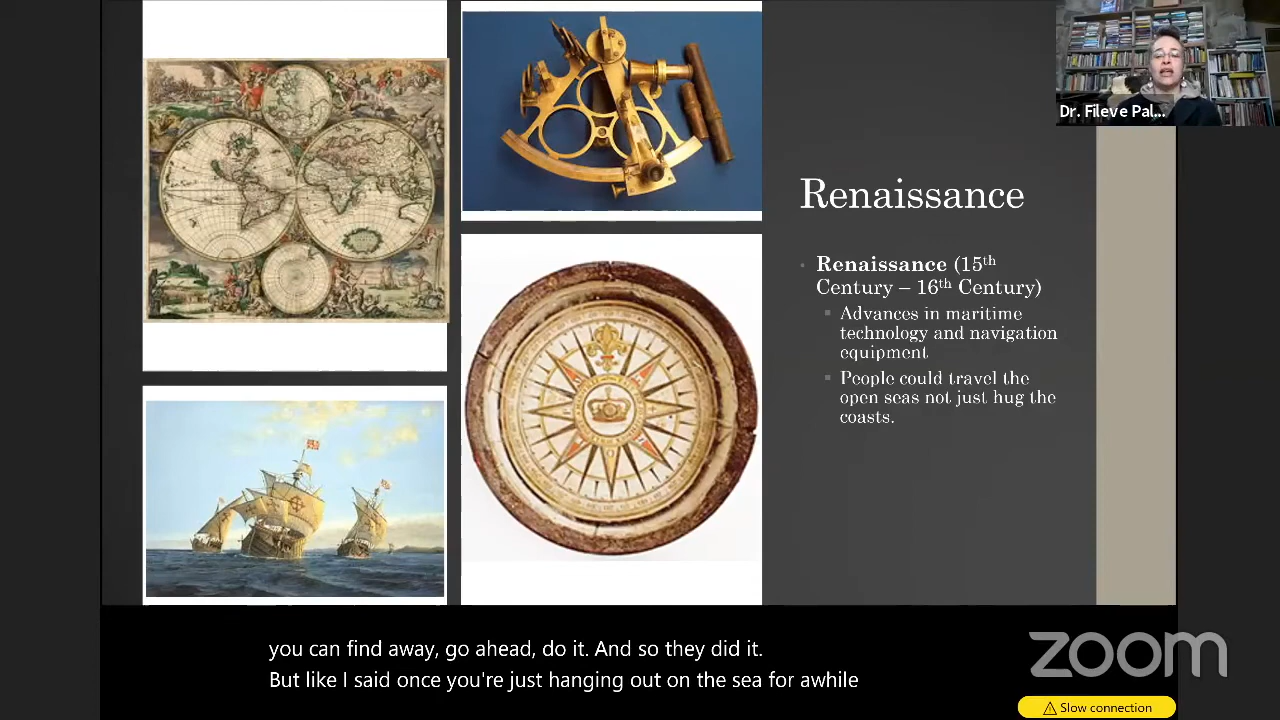 Dr. Fileve Pal...
Renaissance
Renaissance (15th
Century – 16th Century)
Advances in maritime
technology and navigation
equipment
People could travel the
open seas not just hug the
coasts.
you can find away, go ahead, do it. And so they did it.
But like I said once you're just hanging out on the sea for awhile
zoom
Slow connection